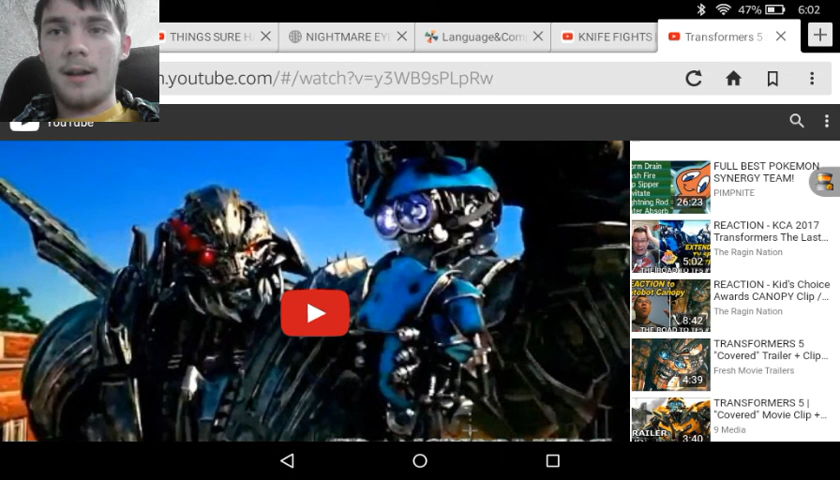 47% 6:02
THINGS SURE H
NIGHTMARE EY
Language&Com
KNIFE FIGHTS
Transformers 5
.youtube.com/#/watch?v=y3WB9sPLpRw
YouTube
FULL BEST POKEMON
SYNERGY TEAM!
PIMPNITE
26:23
REACTION - KCA 2017
Transformers The Last...
The Ragin Nation
5:02
REACTION - Kid's Choice
Awards CANOPY Clip /...
The Ragin Nation
8:42
TRANSFORMERS 5
"Covered" Trailer + Clip...
Fresh Movie Trailers
4:39
TRANSFORMERS 5 |
"Covered" Movie Clip +...
9 Media
3:40